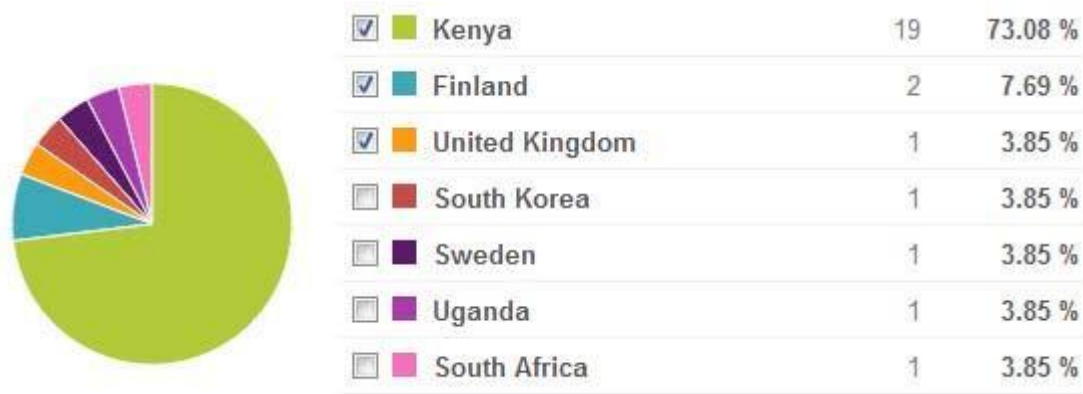 Kenya 19 73.08 %
Finland 2 7.69 %
United Kingdom 1 3.85 %
South Korea 1 3.85 %
Sweden 1 3.85 %
Uganda 1 3.85 %
South Africa 1 3.85 %